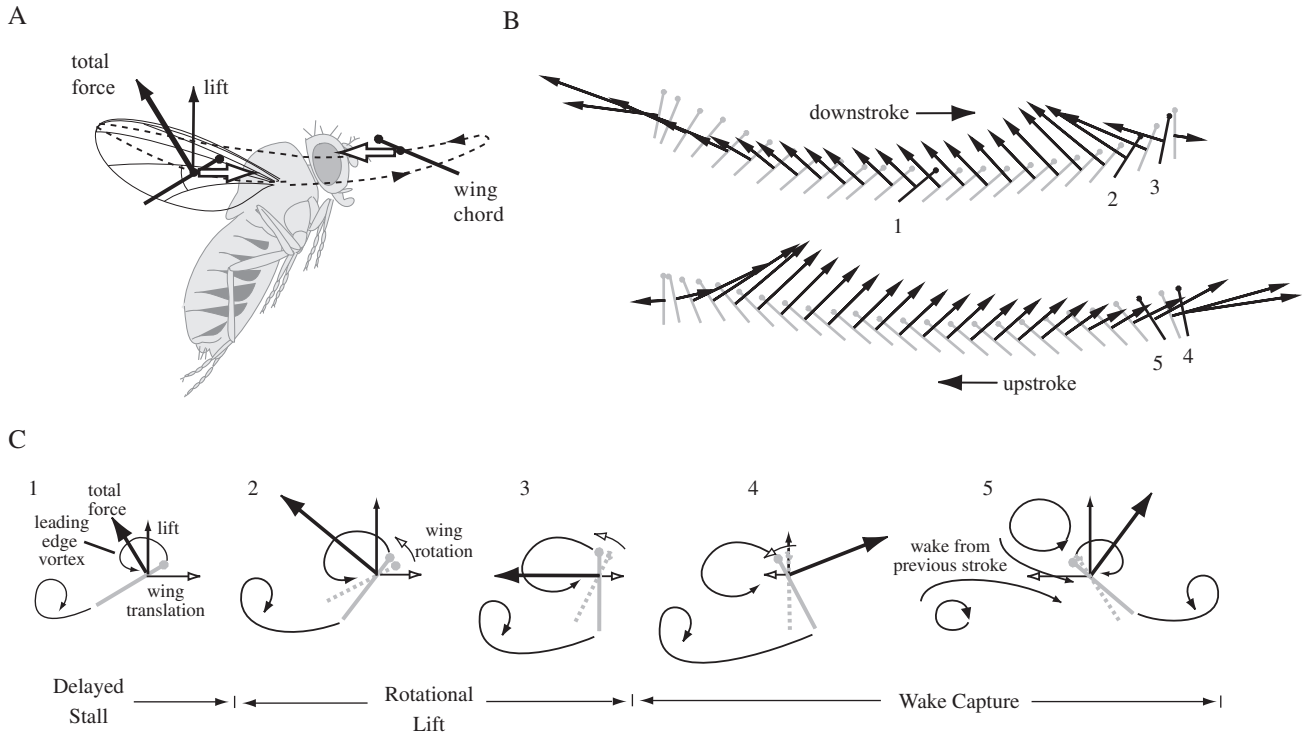 A
total
force
lift
wing
chord
B
downstroke
1
2
3
5
4
upstroke
C
1
total
force
leading
edge
vortex
lift
wing
translation
2
wing
rotation
3
4
5
wake from
previous stroke
Delayed
Stall
Rotational
Lift
Wake Capture